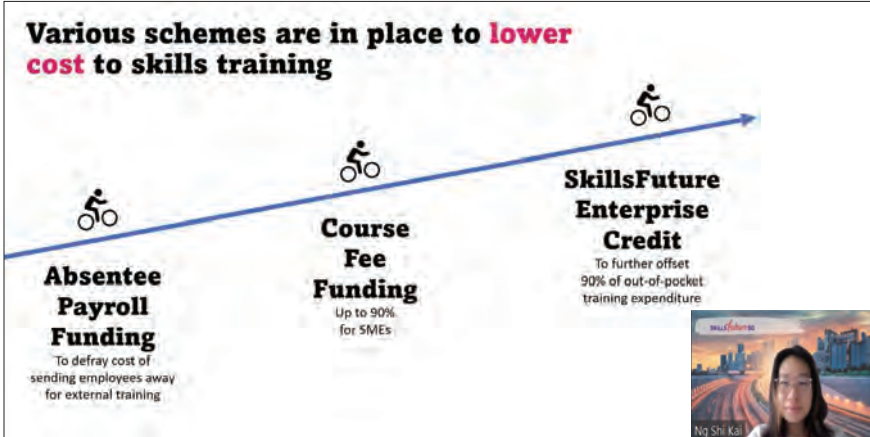 Various schemes are in place to lower
cost to skills training
Absentee
Payroll
Funding
To defray cost of
sending employees away
for external training
Course
Fee
Funding
Up to 90%
for SMEs
SkillsFuture
Enterprise
Credit
To further offset
90% of out-of-pocket
training expenditure
SKILLSfutureSG
Ng Shi Kai